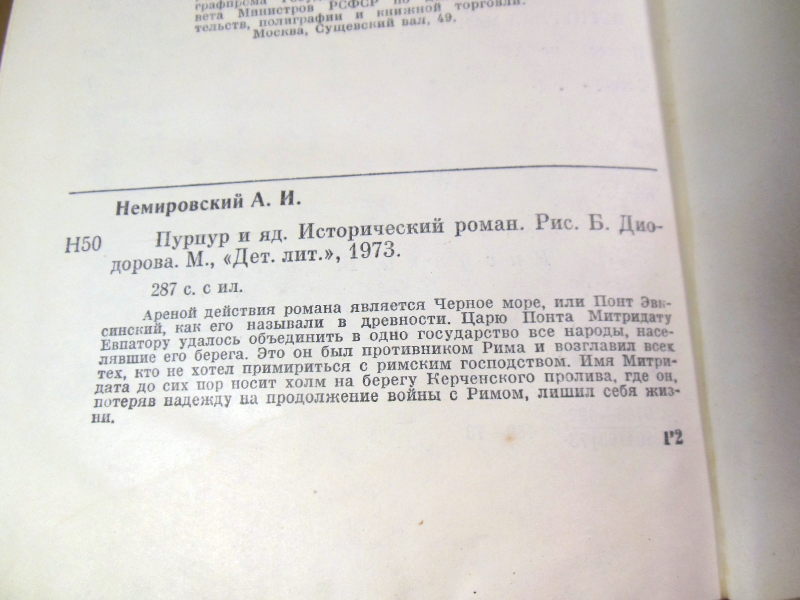 вета Министров РСФСР по
тельств, полиграфии и книжной торговли.
Москва, Сущевский вал, 49.
Немировский А. И.
Н50 Пурпур и яд. Исторический роман. Рис. Б. Дио-
дорова. М., «Дет. лит.», 1973.
287 с. с ил.
Ареной действия романа является Черное море, или Понт Эвк-
синский, как его называли в древности. Царю Понта Митридату
Евпатору удалось объединить в одно государство все народы, насе-
лявшие его берега. Это он был противником Рима и возглавил всех
тех, кто не хотел примириться с римским господством. Имя Митри-
дата до сих пор носит холм на берегу Керченского пролива, где он,
потеряв надежду на продолжение войны с Римом, лишил себя жиз-
ни.
Р2